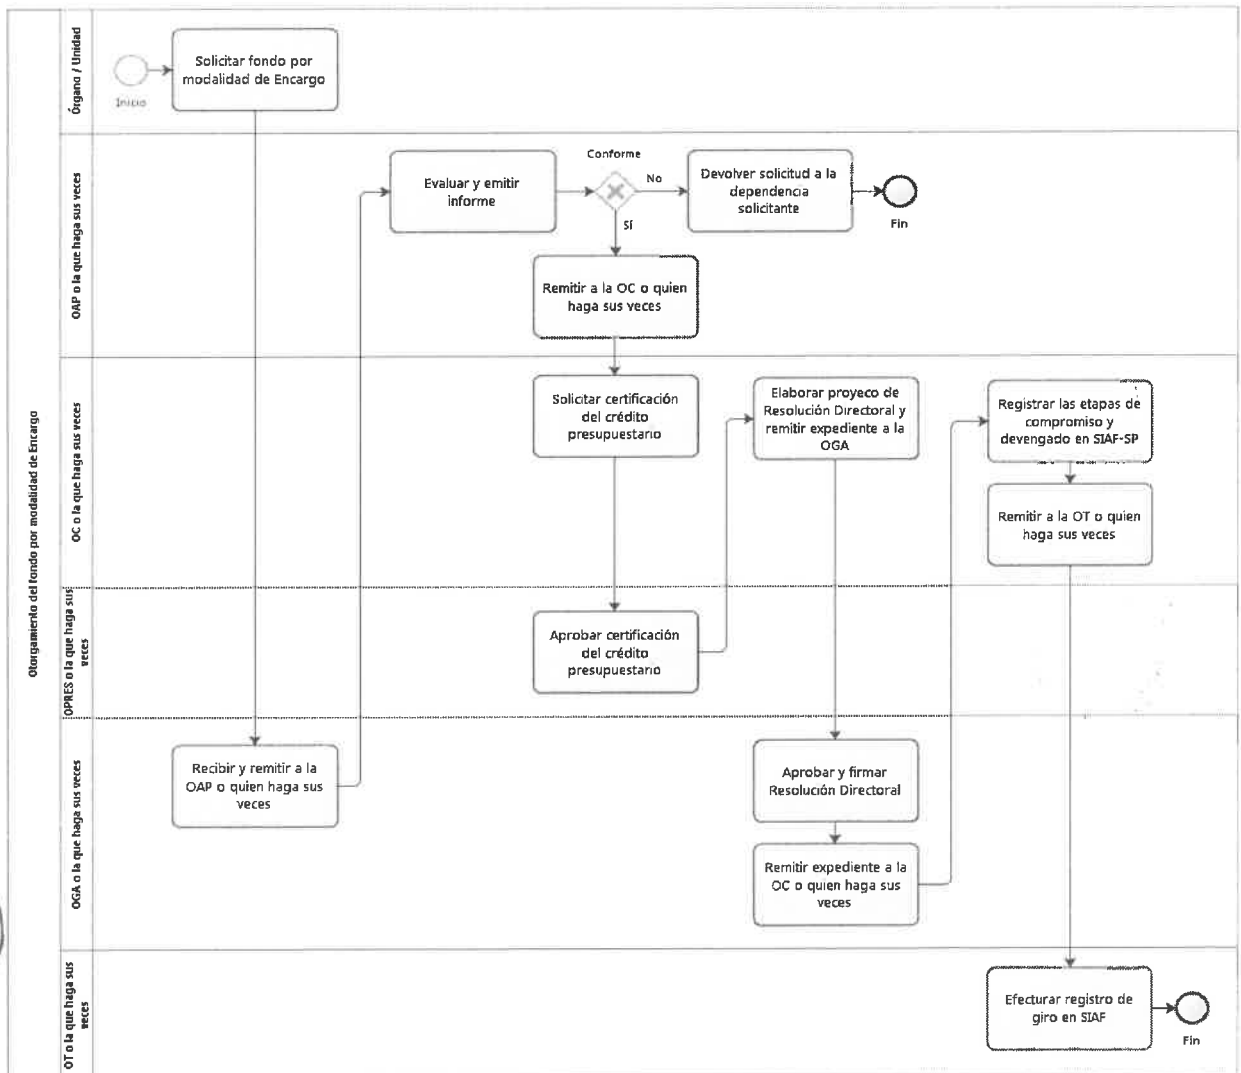 Otorgamiento del fondo por modalidad de Encargo
Órgano / Unidad
Inicio
Solicitar fondo por
modalidad de Encargo
OAP o la que haga sus veces
Evaluar y emitir
informe
Conforme
No
Sí
Devolver solicitud a la
dependencia
solicitante
Fin
Remitir a la OC o quien
haga sus veces
OC o la que haga sus veces
Solicitar certificación
del crédito
presupuestario
Elaborar proyeco de
Resolución Directoral y
remitir expediente a la
OGA
Registrar las etapas de
compromiso y
devengado en SIAF-SP
Remitir a la OT o quien
haga sus veces
OPRES o la que haga sus
veces
Aprobar certificación
del crédito
presupuestario
OGA o la que haga sus veces
Recibir y remitir a la
OAP o quien haga sus
veces
Aprobar y firmar
Resolución Directoral
Remitir expediente a la
OC o quien haga sus
veces
OT o la que haga sus
veces
Efecturar registro de
giro en SIAF
Fin